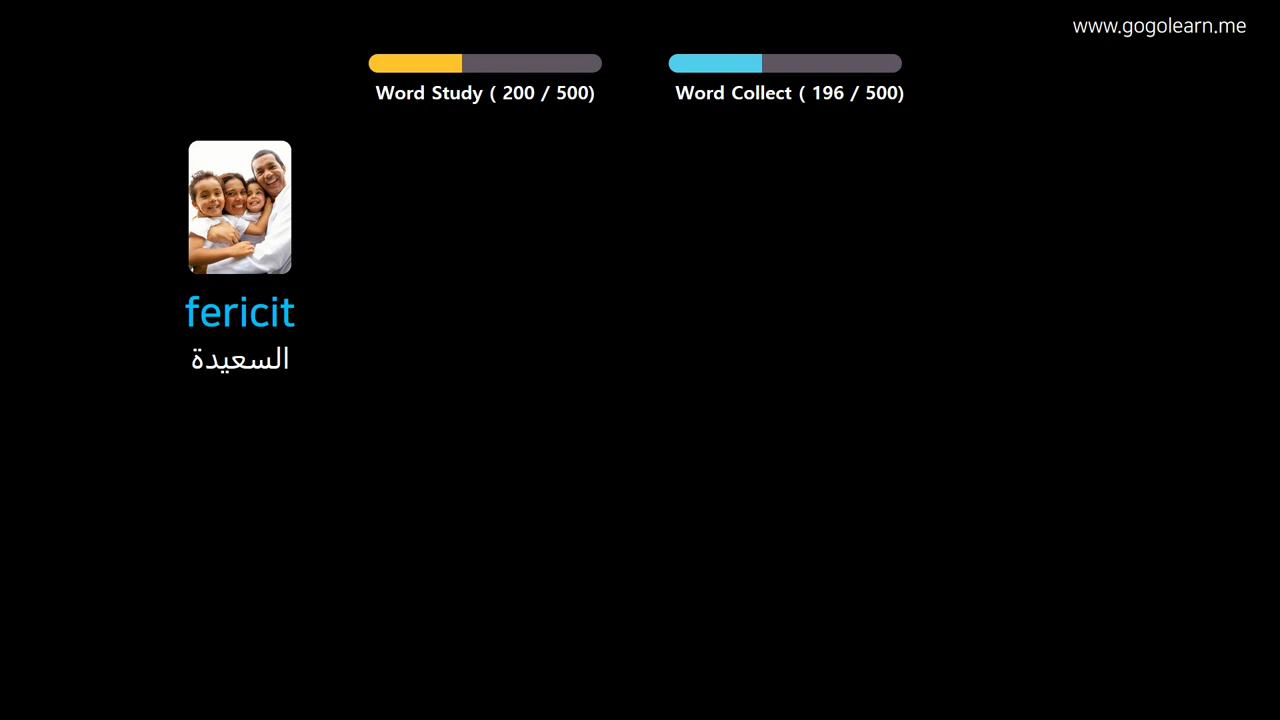 www.gogolearn.me
Word Study ( 200 / 500)
Word Collect ( 196 / 500)
fericit
السعيدة